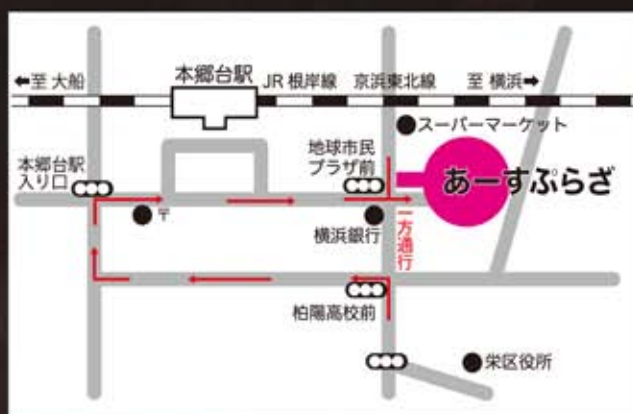 ←至 大船
本郷台駅
JR 根岸線
京浜東北線
至 横浜→
スーパーマーケット
地球市民
プラザ前
あーすぷらざ
本郷台駅
入り口
〒
横浜銀行
一方通行
柏陽高校前
栄区役所